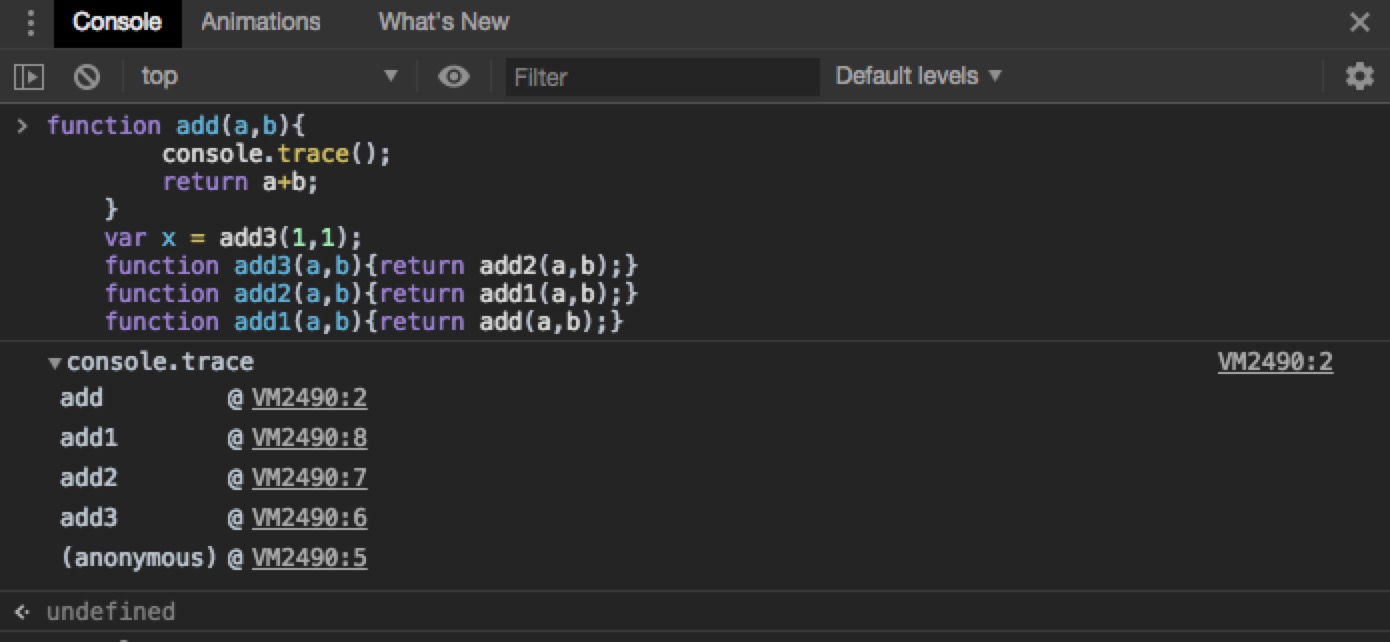 Console Animations What's New
top Filter Default levels
function add(a,b){
console.trace();
return a+b;
}
var x = add3(1,1);
function add3(a,b){return add2(a,b);}
function add2(a,b){return add1(a,b);}
function add1(a,b){return add(a,b);}
console.trace VM2490:2
add @ VM2490:2
add1 @ VM2490:8
add2 @ VM2490:7
add3 @ VM2490:6
(anonymous) @ VM2490:5
undefined